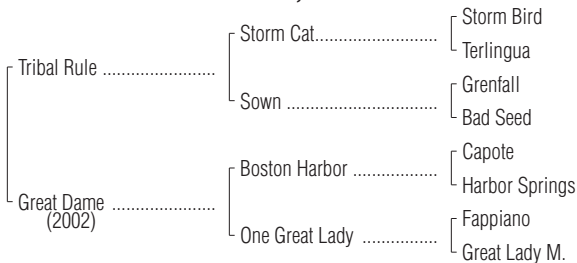 Storm Bird
Storm Cat..............................
Terlingua
Tribal Rule .......................
Grenfall
Sown ...............................
Bad Seed
Capote
Boston Harbor .................
Harbor Springs
Great Dame .....................
(2002)
Fappiano
One Great Lady ...............
Great Lady M.